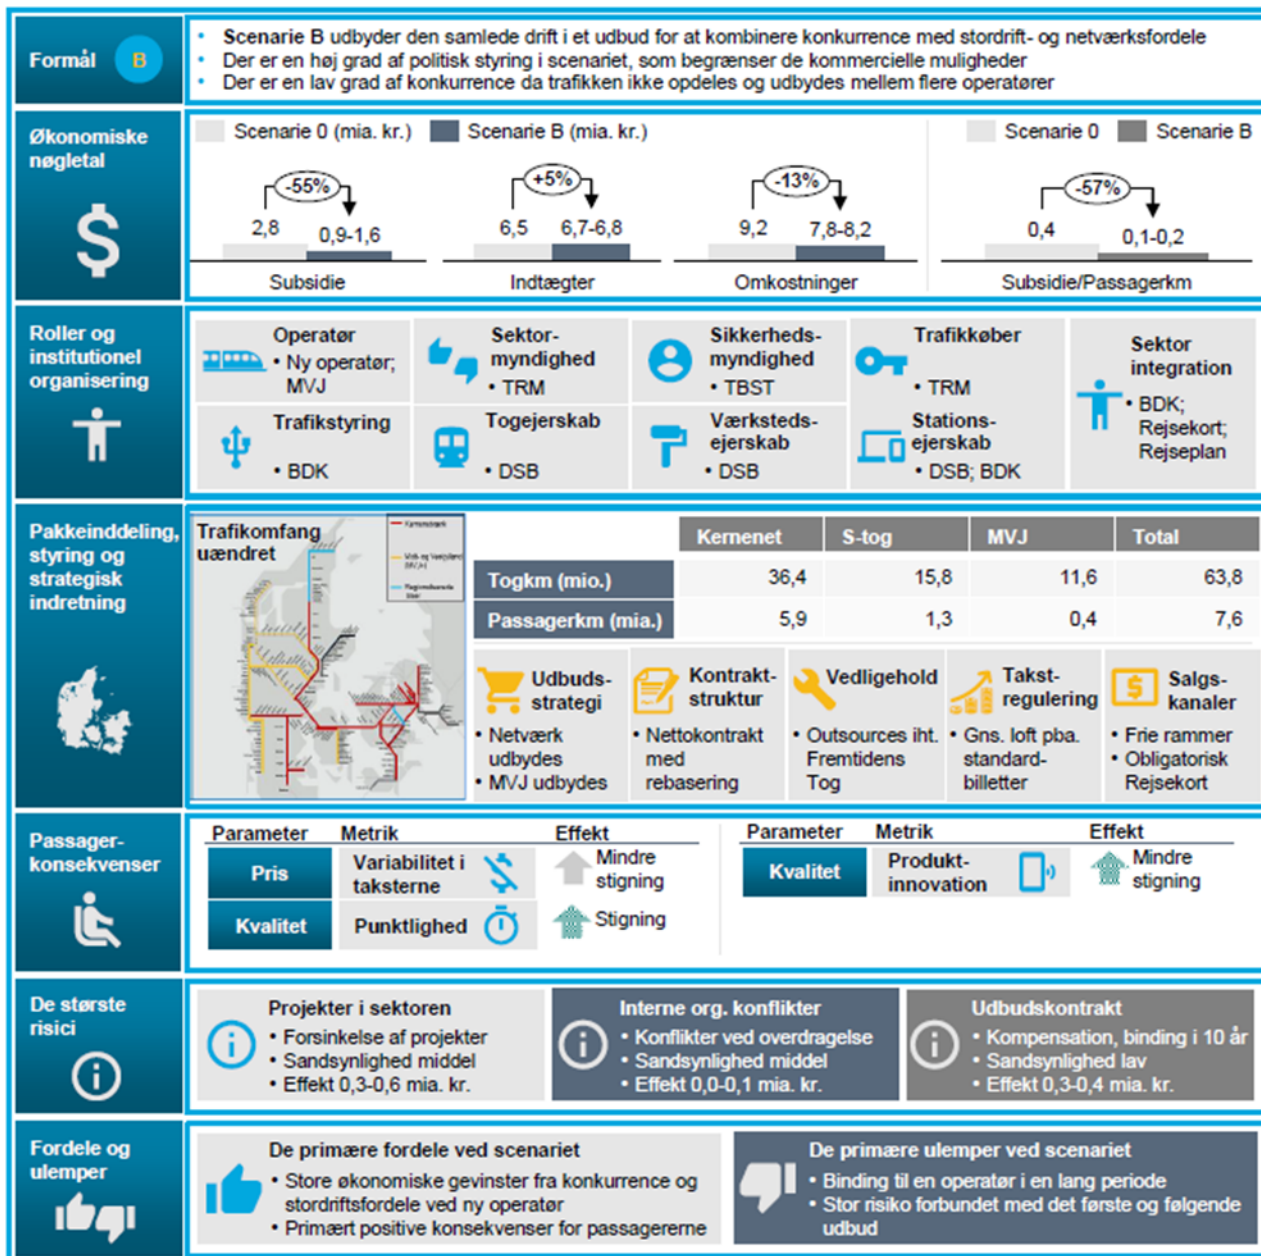 Formål B
• Scenarie B udbyder den samlede drift i et udbud for at kombinere konkurrence med stordrift- og netværksfordele
• Der er en høj grad af politisk styring i scenariet, som begrænser de kommercielle muligheder
• Der er en lav grad af konkurrence da trafikken ikke opdeles og udbydes mellem flere operatører
Økonomiske
nøgletal
Scenarie 0 (mia. kr.) Scenarie B (mia. kr.)
-55% +5% -13%
2,8 0,9-1,6 6,5 6,7-6,8 9,2 7,8-8,2
Subsidie Indtægter Omkostninger
Scenarie 0 Scenarie B
-57%
0,4 0,1-0,2
Subsidie/Passagerkm
Roller og
institutionel
organisering
Operatør
• Ny operatør;
MVJ
Sektor-
myndighed
• TRM
Sikkerheds-
myndighed
• TBST
Trafikkøber
• TRM
Sektor
integration
• BDK;
Rejsekort;
Rejseplan
Trafikstyring
• BDK
Togejerskab
• DSB
Værksteds-
ejerskab
• DSB
Stations-
ejerskab
• DSB; BDK
Pakkeinddeling,
styring og
strategisk
indretning
Trafikomfang
uændret
Kernenet S-tog MVJ Total
Togkm (mio.) 36,4 15,8 11,6 63,8
Passagerkm (mia.) 5,9 1,3 0,4 7,6
Udbuds-
strategi
• Netværk
udbydes
• MVJ udbydes
Kontrakt-
struktur
• Nettokontrakt
med
rebasering
Vedligehold
• Outsources iht.
Fremtidens
Tog
Takst-
regulering
• Gns. loft pba.
standard-
billetter
Salgs-
kanaler
• Frie rammer
• Obligatorisk
Rejsekort
Passager-
konsekvenser
Parameter Metrik Effekt
Pris
Variabilitet i
taksterne
Mindre
stigning
Kvalitet Punktlighed Stigning
Parameter Metrik Effekt
Kvalitet
Produkt-
innovation
Mindre
stigning
De største
risici
Projekter i sektoren
• Forsinkelse af projekter
• Sandsynlighed middel
• Effekt 0,3-0,6 mia. kr.
Interne org. konflikter
• Konflikter ved overdragelse
• Sandsynlighed middel
• Effekt 0,0-0,1 mia. kr.
Udbudskontrakt
• Kompensation, binding i 10 år
• Sandsynlighed lav
• Effekt 0,3-0,4 mia. kr.
Fordele og
ulemper
De primære fordele ved scenariet
• Store økonomiske gevinster fra konkurrence og
stordriftsfordele ved ny operatør
• Primært positive konsekvenser for passagererne
De primære ulemper ved scenariet
• Binding til en operatør i en lang periode
• Stor risiko forbundet med det første og følgende
udbud